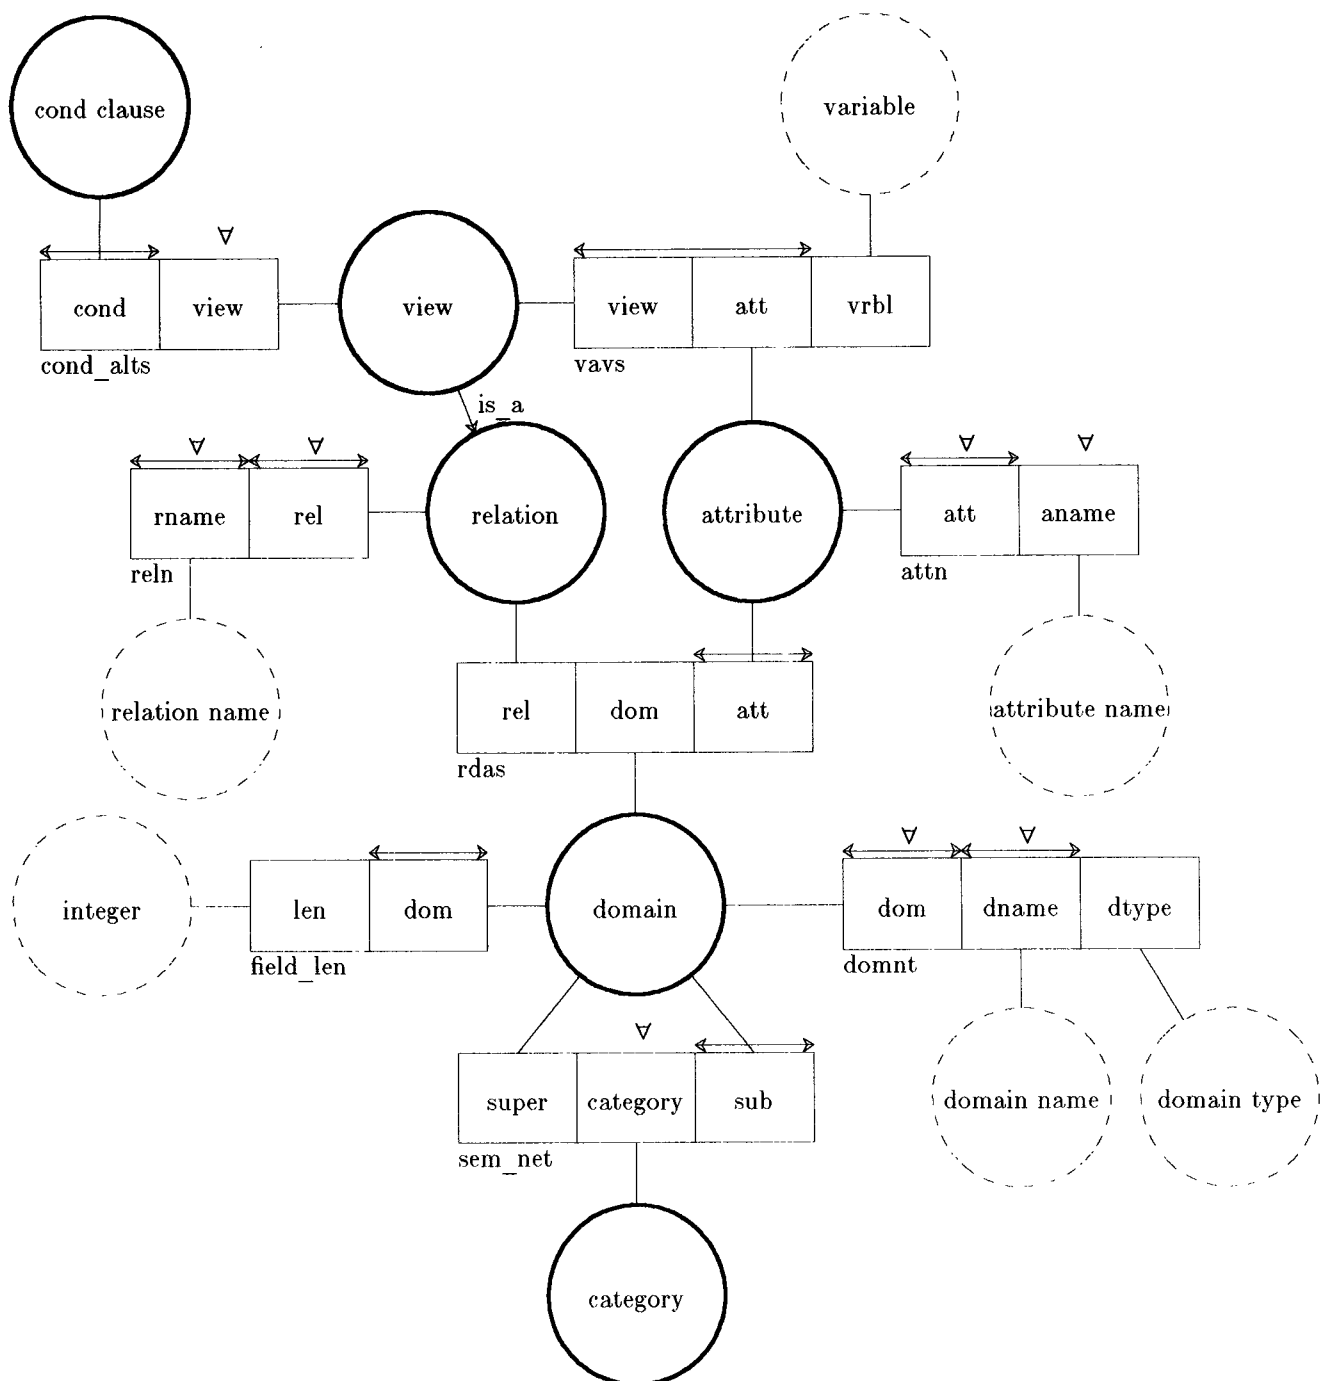 cond clause
variable
∀
cond view
view
view att vrbl
cond_alts
vavs
is_a
∀ ∀
∀ ∀
rname rel
relation
attribute
att aname
reln
attn
rel dom att
relation name
attribute name
rdas
∀ ∀
integer
len dom
domain
dom dname dtype
field_len
domnt
∀
super category sub
domain name
domain type
sem_net
category